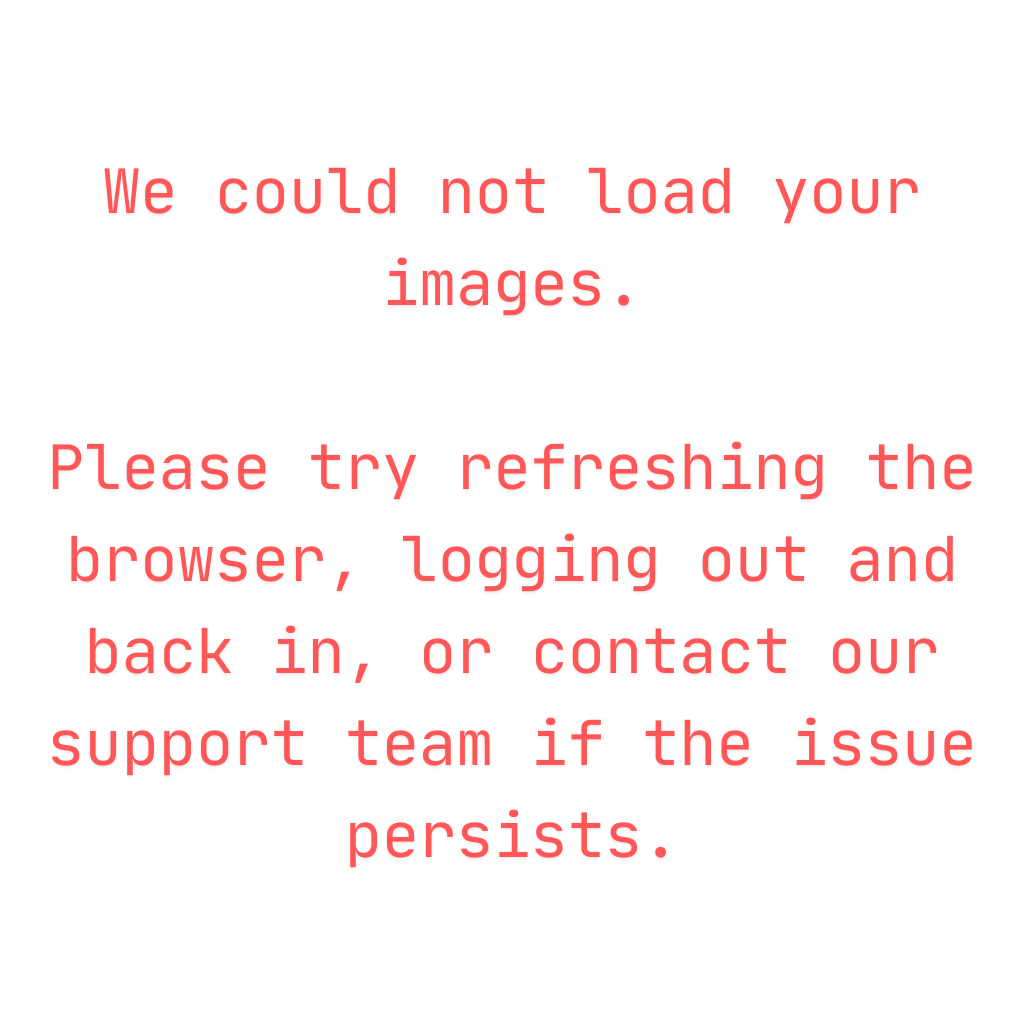 We could not load your
images.
Please try refreshing the
browser, logging out and
back in, or contact our
support team if the issue
persists.